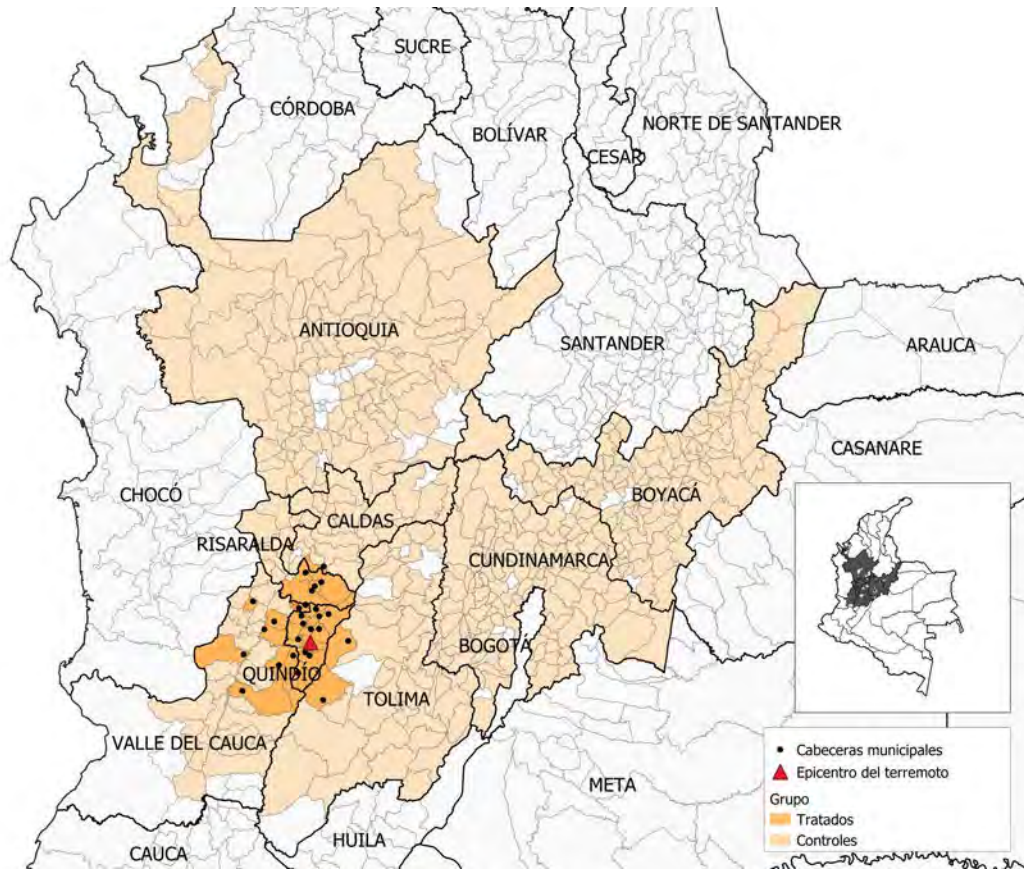 SUCRE
CÓRDOBA
BOLÍVAR
NORTE DE SANTANDER
CESAR
ANTIOQUIA
SANTANDER
ARAUCA
CASANARE
CHOCÓ
BOYACÁ
CALDAS
RISARALDA
CUNDINAMARCA
BOGOTÁ
QUINDÍO
TOLIMA
VALLE DEL CAUCA
META
HUILA
CAUCA
Cabeceras municipales
Epicentro del terremoto
Grupo
Tratados
Controles